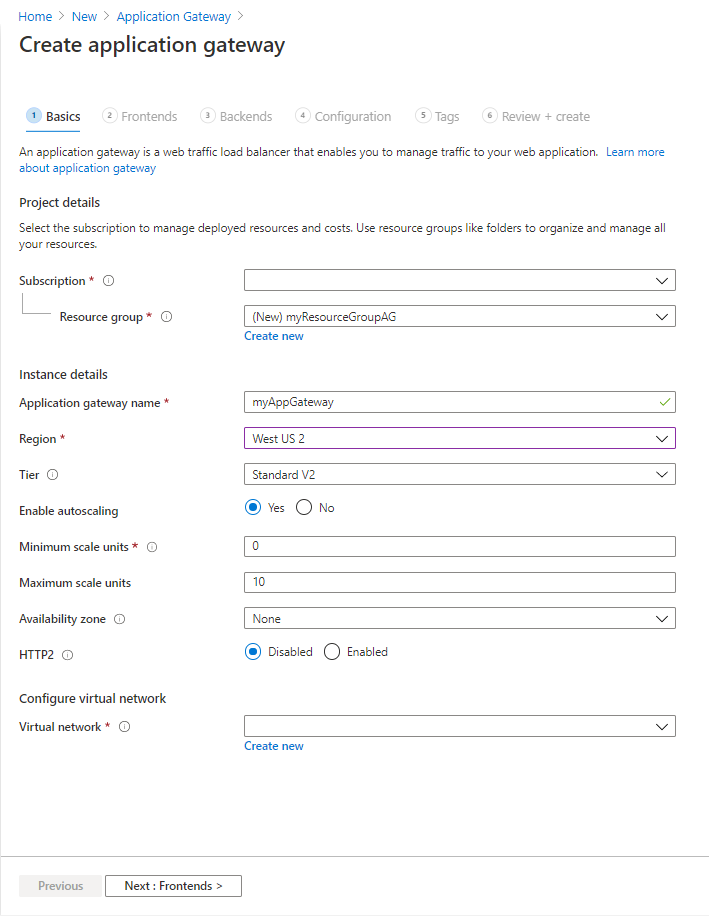 Home > New > Application Gateway >
Create application gateway
1 Basics 2 Frontends 3 Backends 4 Configuration 5 Tags 6 Review + create
An application gateway is a web traffic load balancer that enables you to manage traffic to your web application. Learn more
about application gateway
Project details
Select the subscription to manage deployed resources and costs. Use resource groups like folders to organize and manage all
your resources.
Subscription *
Resource group * (New) myResourceGroupAG
Create new
Instance details
Application gateway name * myAppGateway
Region * West US 2
Tier Standard V2
Enable autoscaling Yes No
Minimum scale units * 0
Maximum scale units 10
Availability zone None
HTTP2 Disabled Enabled
Configure virtual network
Virtual network *
Create new
Previous Next : Frontends >